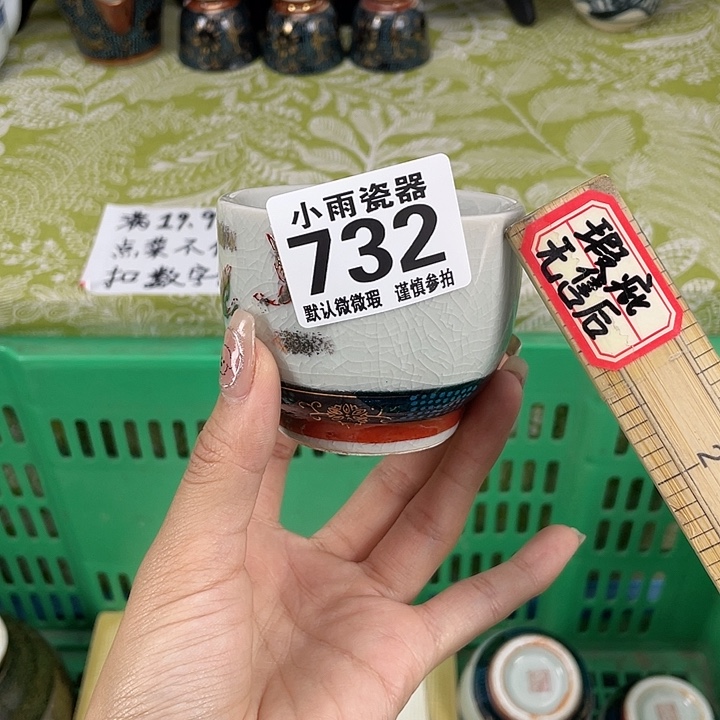 小雨瓷器
732
默认微微瑕 谨慎参拍
瑕疵
无售后
满19.9
点菜不
扣数字
2